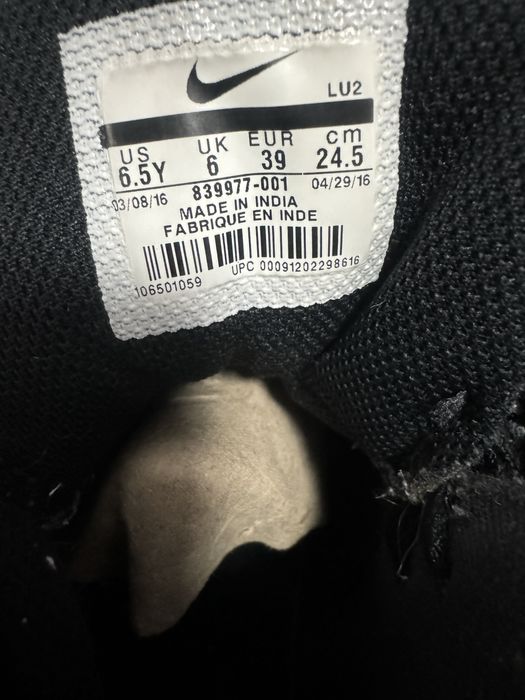 LU2
US UK EUR cm
6.5Y 6 39 24.5
03/08/16 839977-001 04/29/16
MADE IN INDIA
FABRIQUE EN INDE
106501059 UPC 00091202298616